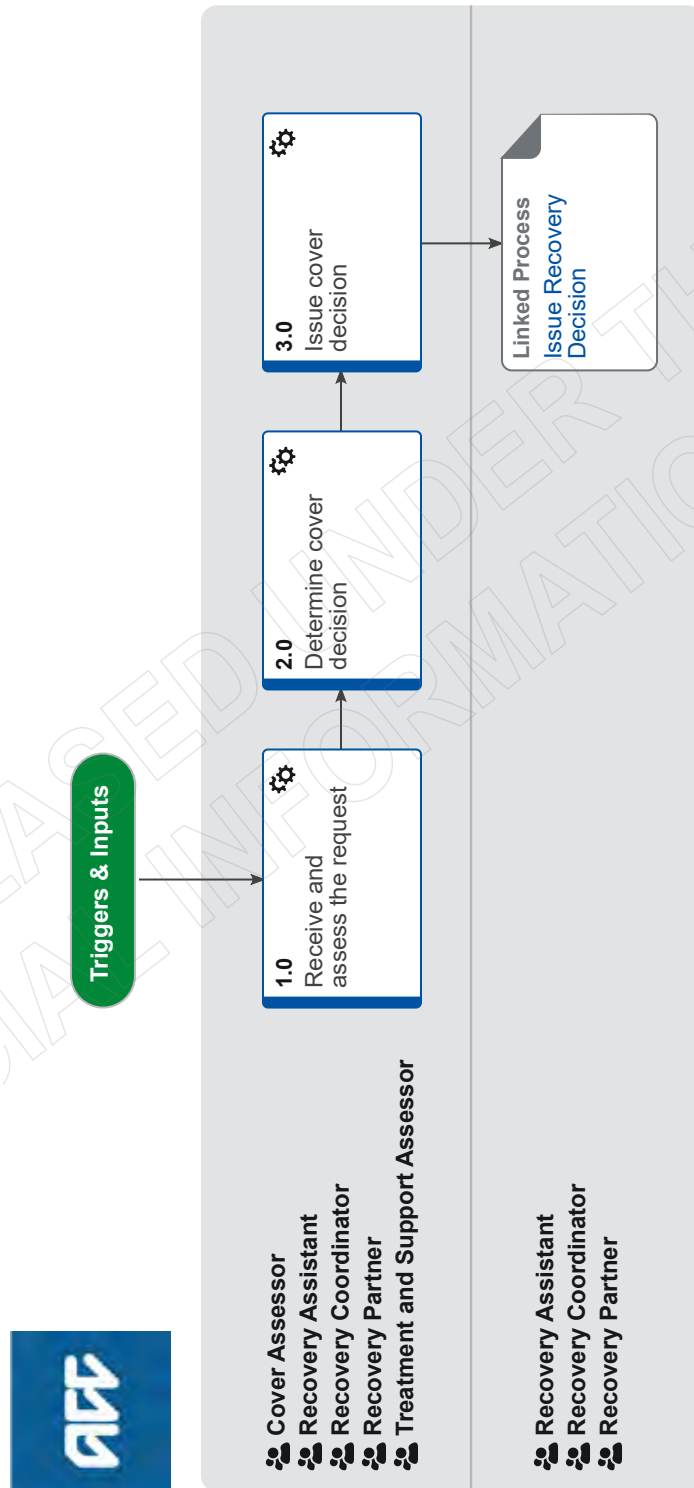 ACC
Triggers & Inputs
Cover Assessor
Recovery Assistant
Recovery Coordinator
Recovery Partner
Treatment and Support Assessor
1.0
Receive and
assess the request
2.0
Determine cover
decision
3.0
Issue cover
decision
Recovery Assistant
Recovery Coordinator
Recovery Partner
Linked Process
Issue Recovery
Decision
UNDER